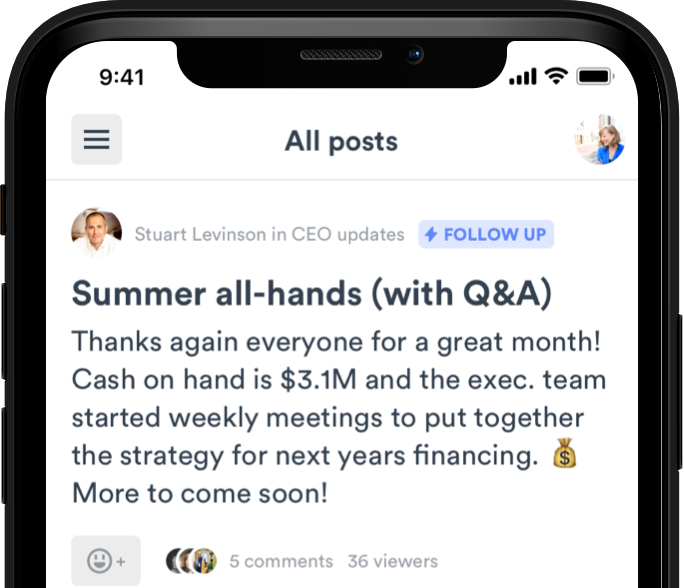 9:41
All posts
Stuart Levinson in CEO updates FOLLOW UP
Summer all-hands (with Q&A)
Thanks again everyone for a great month!
Cash on hand is $3.1M and the exec. team
started weekly meetings to put together
the strategy for next years financing. 💰
More to come soon!
5 comments 36 viewers